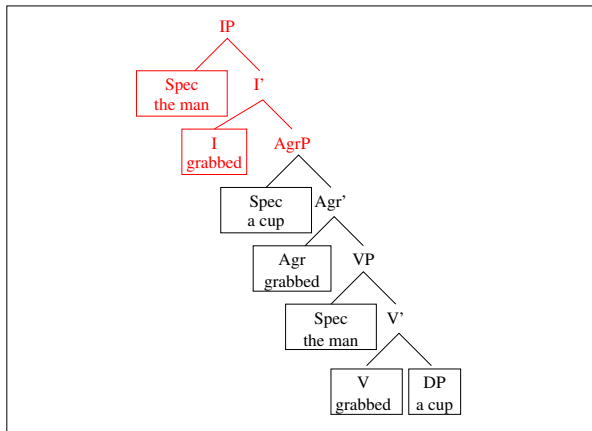 IP
Spec
the man
I'
I
grabbed
AgrP
Spec
a cup
Agr'
Agr
grabbed
VP
Spec
the man
V'
V
grabbed
DP
a cup